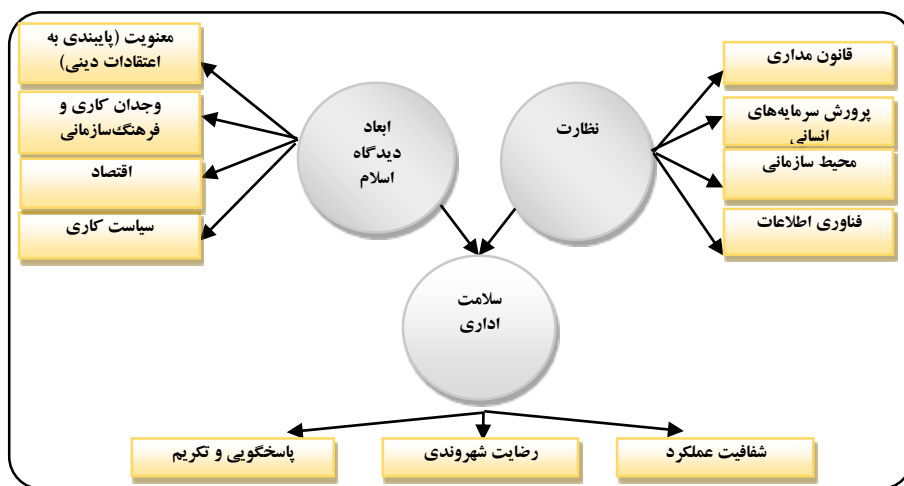 قانون مداری
پرورش سرمایه‌های
انسانی
محیط سازمانی
فناوری اطلاعات
نظارت
ابعاد
دیدگاه
اسلام
معنویت (پایبندی به
اعتقادات دینی)
وجدان کاری و
فرهنگ‌سازمانی
اقتصاد
سیاست کاری
سلامت
اداری
شفافیت عملکرد
رضایت شهروندی
پاسخگویی و تکریم